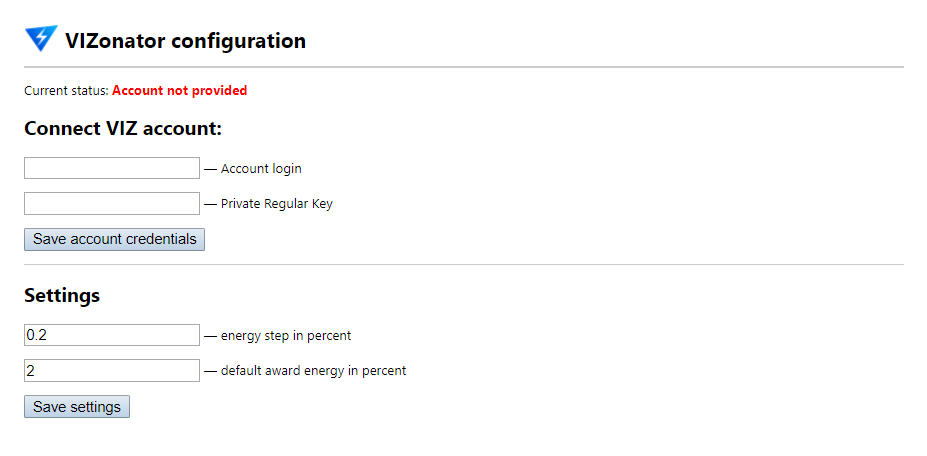 VIZonator configuration
Current status: Account not provided
Connect VIZ account:
— Account login
— Private Regular Key
Save account credentials
Settings
0.2 — energy step in percent
2 — default award energy in percent
Save settings